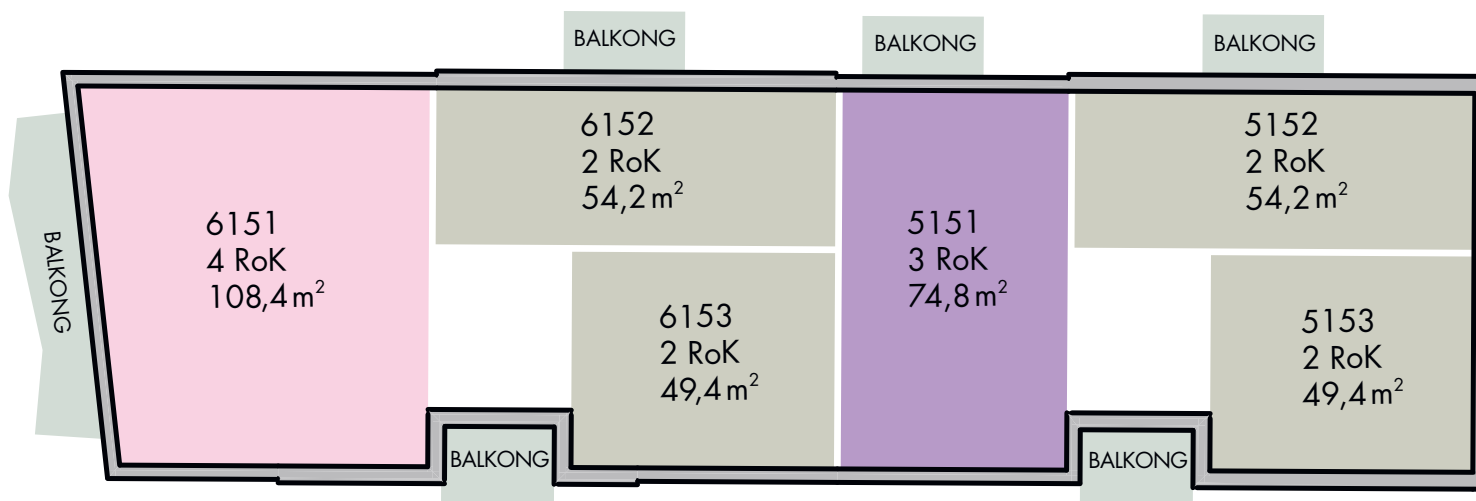 BALKONG
BALKONG
BALKONG
6151
4 RoK
108,4 m²
BALKONG
6152
2 RoK
54,2 m²
6153
2 RoK
49,4 m²
5151
3 RoK
74,8 m²
5152
2 RoK
54,2 m²
5153
2 RoK
49,4 m²
BALKONG
BALKONG